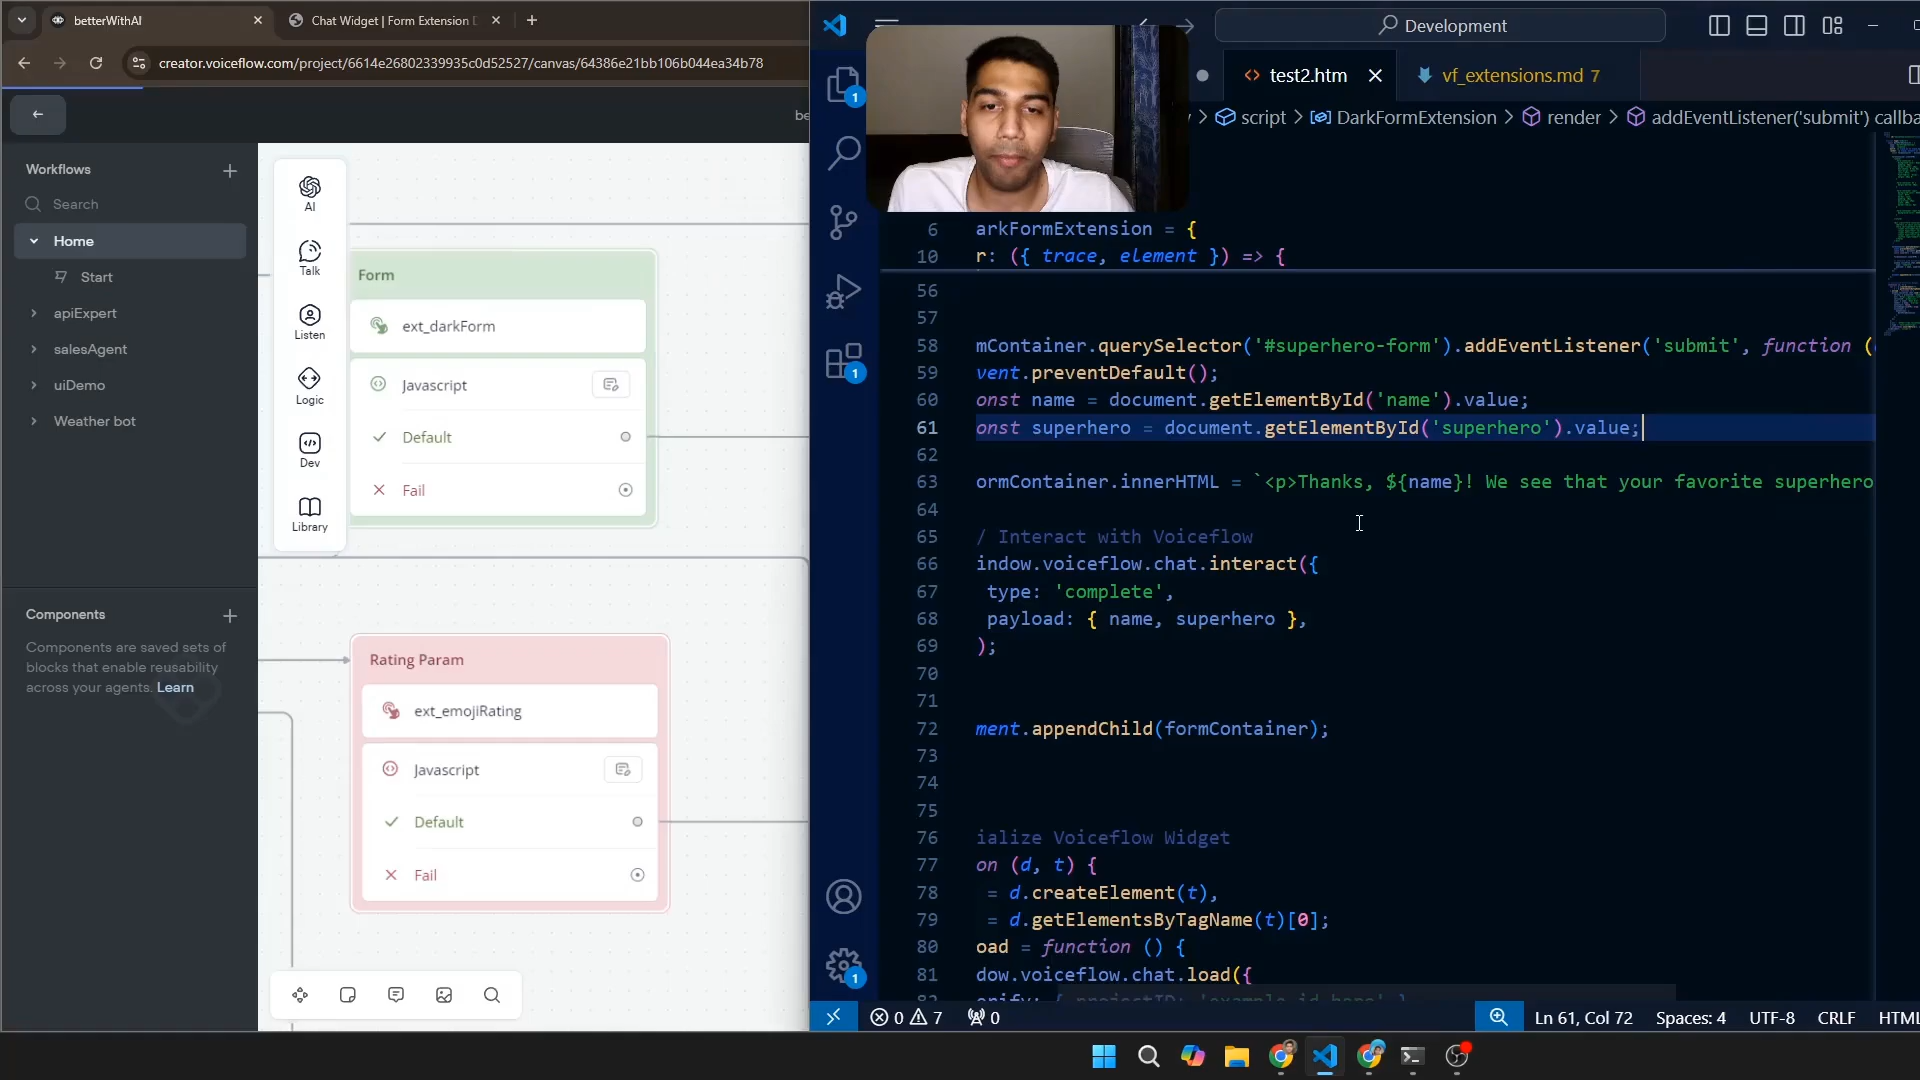 betterWithAI
Chat Widget | Form Extension
creator.voiceflow.com/project/6614e26802339935c0d52527/canvas/64386e21bb106b044ea34b78
be
Workflows
Search
Home
Start
apiExpert
salesAgent
uiDemo
Weather bot
Components
Components are saved sets of
blocks that enable reusability
across your agents. Learn
AI
Talk
Listen
Logic
Dev
Library
Form
ext_darkForm
Javascript
Default
Fail
Rating Param
ext_emojiRating
Javascript
Default
Fail
Development
test2.htm
vf_extensions.md 7
script > DarkFormExtension > render > addEventListener('submit') callba
1
1
1
6 arkFormExtension = {
10 r: ({ trace, element }) => {
56
57
58 mContainer.querySelector('#superhero-form').addEventListener('submit', function (
59 vent.preventDefault();
60 onst name = document.getElementById('name').value;
61 onst superhero = document.getElementById('superhero').value;
62
63 ormContainer.innerHTML = `<p>Thanks, ${name}! We see that your favorite superhero
64
65 / Interact with Voiceflow
66 indow.voiceflow.chat.interact({
67 type: 'complete',
68 payload: { name, superhero },
69 );
70
71
72 ment.appendChild(formContainer);
73
74
75
76 ialize Voiceflow Widget
77 on (d, t) {
78 = d.createElement(t),
79 = d.getElementsByTagName(t)[0];
80 oad = function () {
81 dow.voiceflow.chat.load({
0 7 0
Ln 61, Col 72 Spaces: 4 UTF-8 CRLF HTML